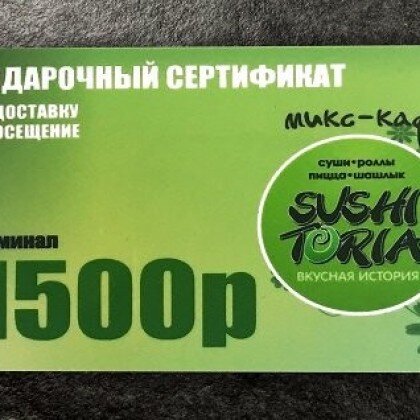 ДАРОЧНЫЙ СЕРТИФИКАТ
ДОСТАВКУ
ОСЕЩЕНИЕ
микс-каф
суши•роллы
пицца•шашлык
SUSHI
TORIA
ВКУСНАЯ ИСТОРИЯ
минал
1500р